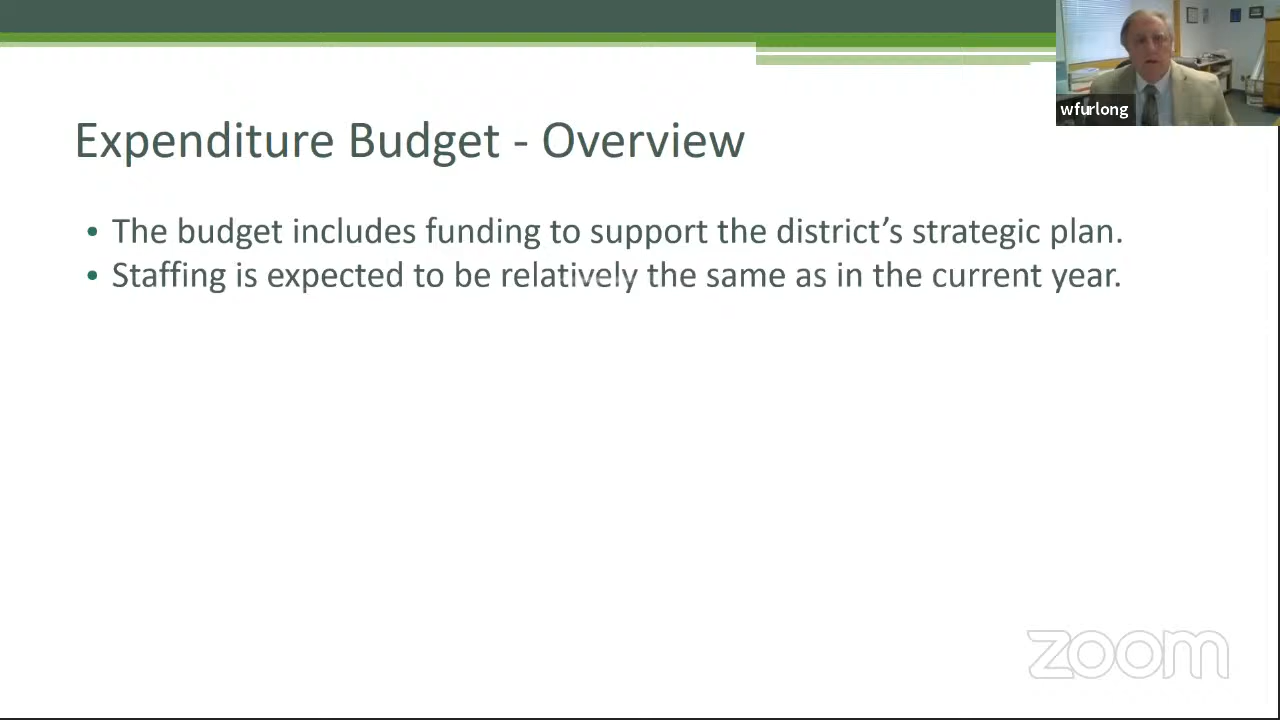 wfurlong
Expenditure Budget - Overview
• The budget includes funding to support the district’s strategic plan.
• Staffing is expected to be relatively the same as in the current year.
zoom